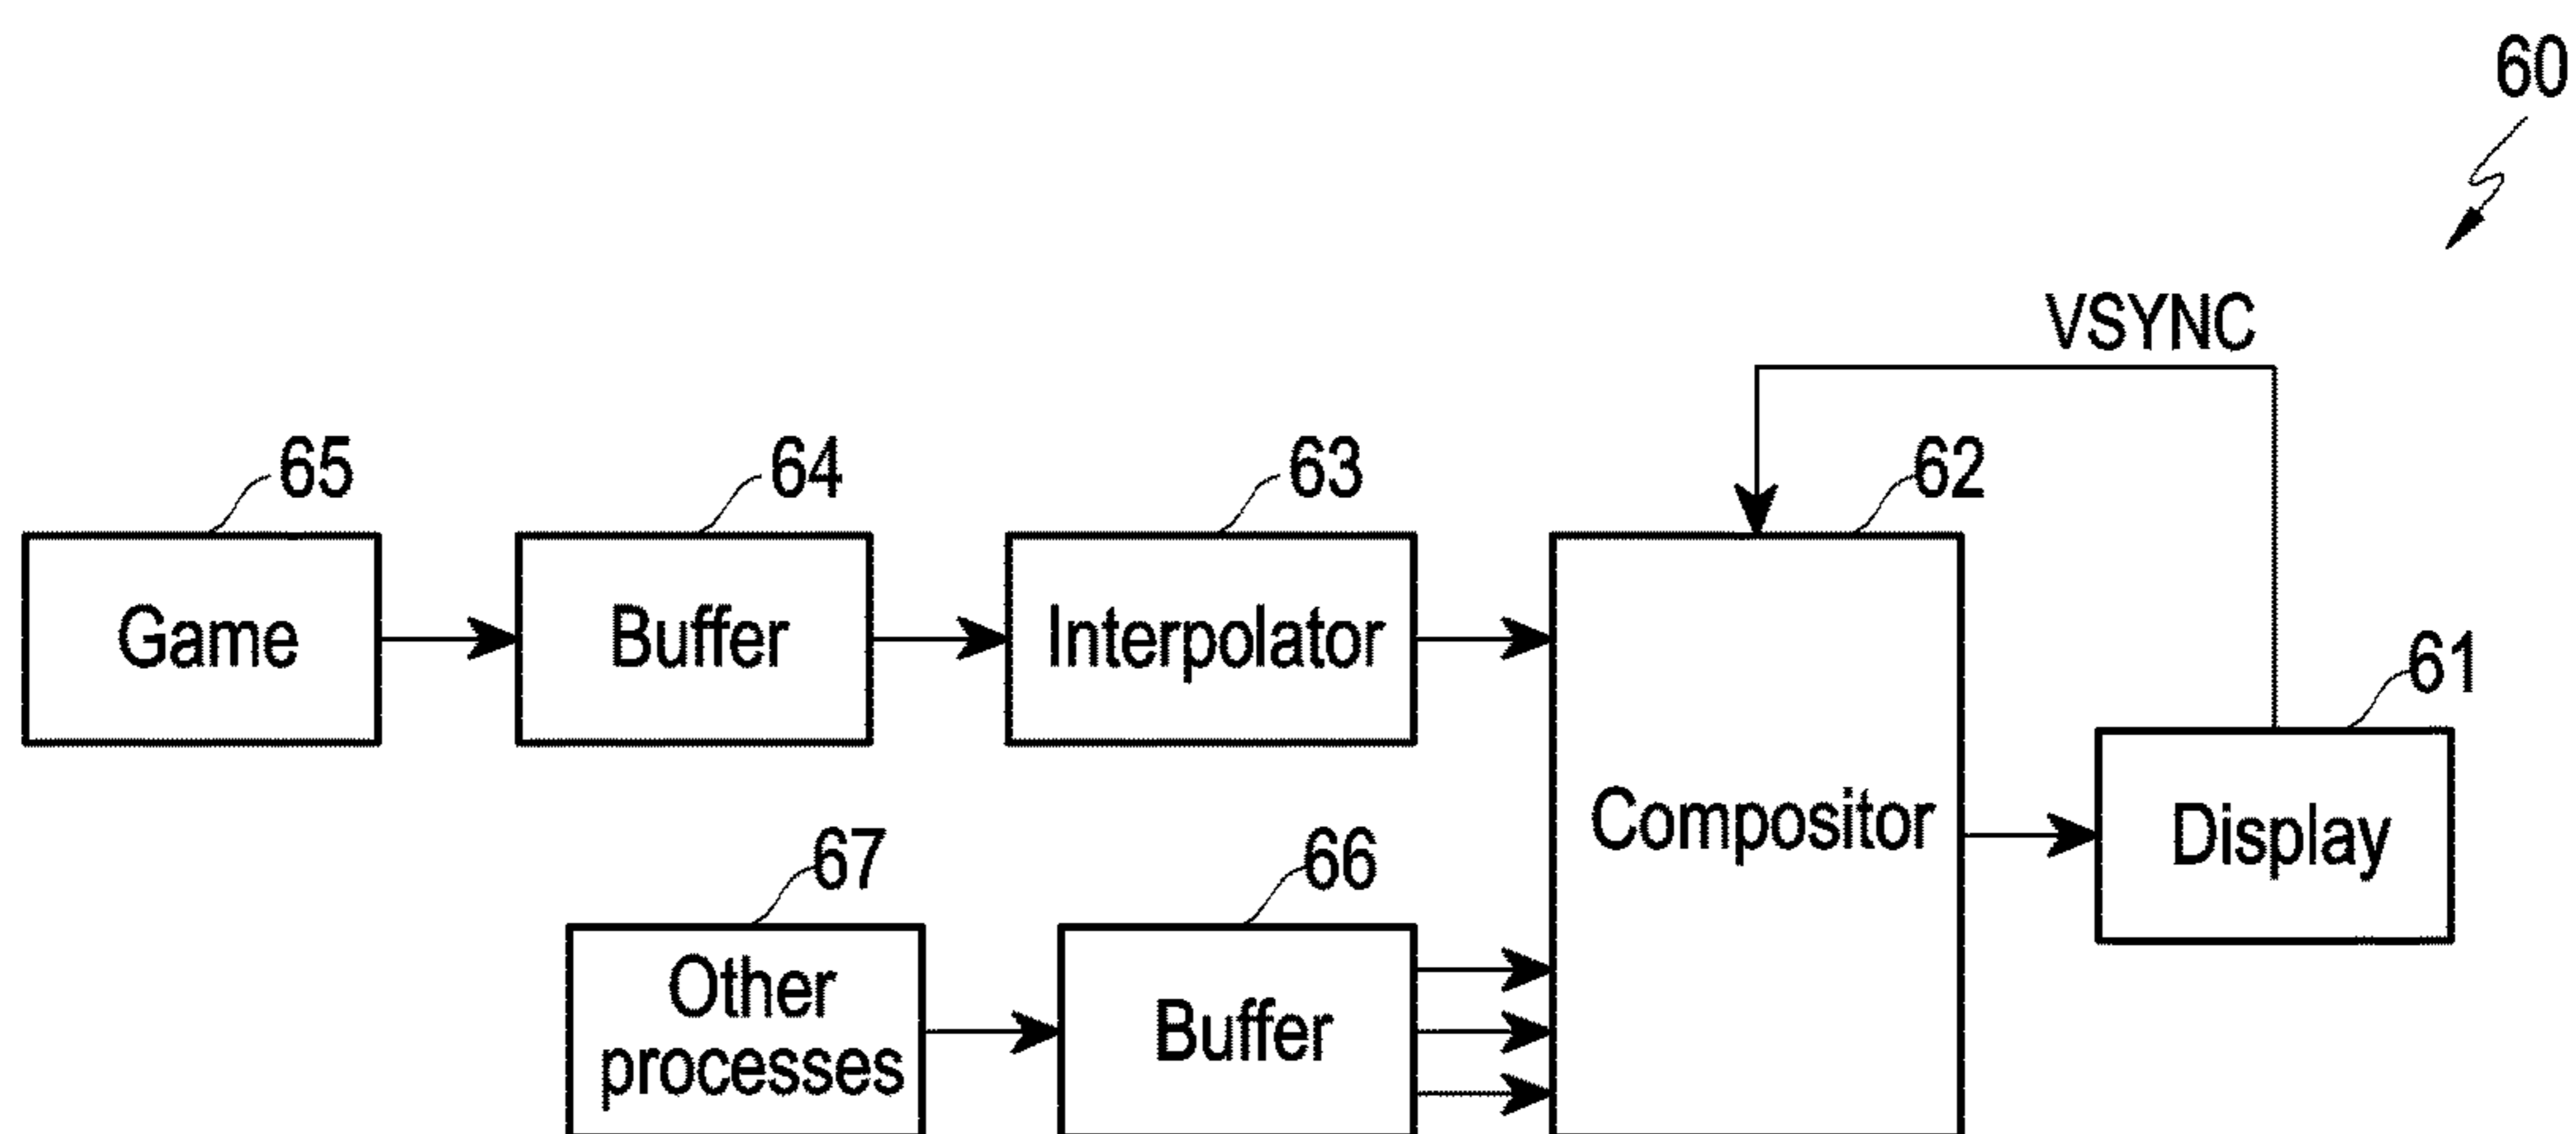 60
VSYNC
65
64
63
62
Game
Buffer
Interpolator
61
Compositor
Display
67
66
Other
processes
Buffer